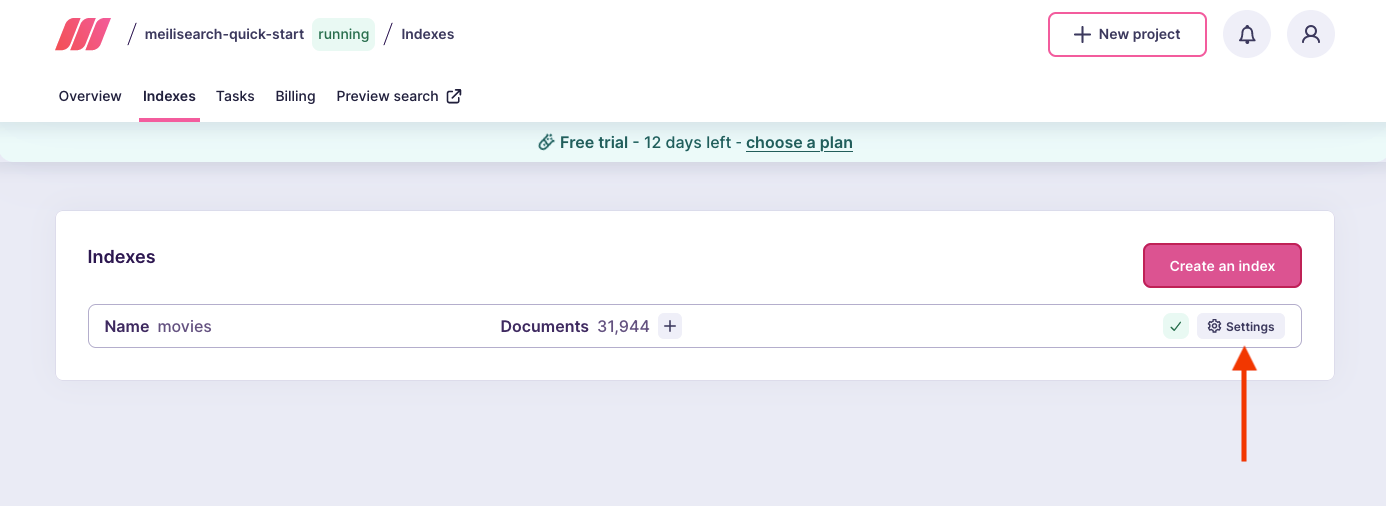 / meilisearch-quick-start running / Indexes
+ New project
Overview Indexes Tasks Billing Preview search
Free trial - 12 days left - choose a plan
Indexes
Create an index
Name movies Documents 31,944 + Settings